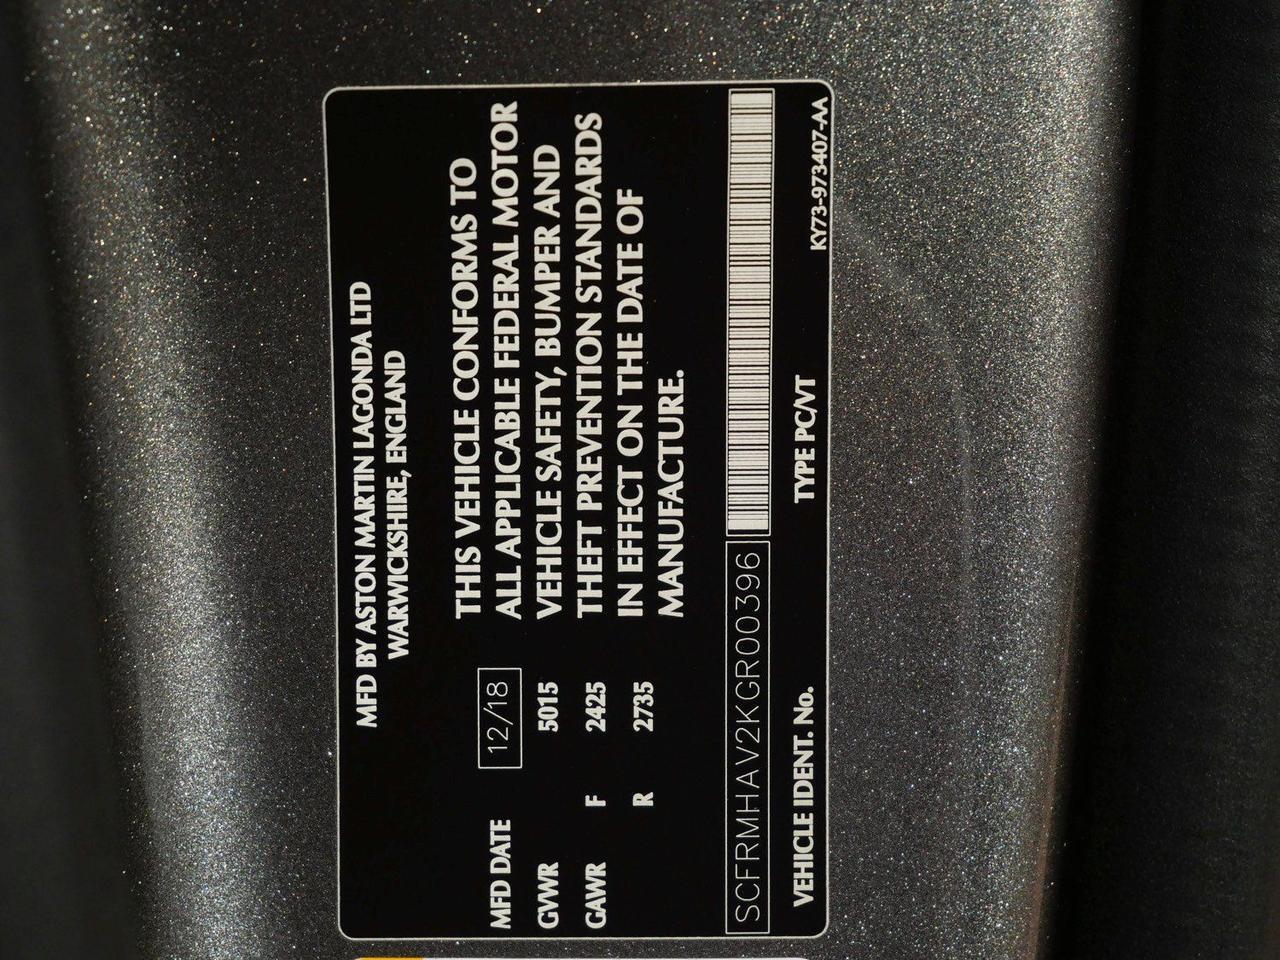 MFD BY ASTON MARTIN LAGONDA LTD
WARWICKSHIRE, ENGLAND
MFD DATE 12/18
GVWR 5015
GAWR F 2425
R 2735
THIS VEHICLE CONFORMS TO
ALL APPLICABLE FEDERAL MOTOR
VEHICLE SAFETY, BUMPER AND
THEFT PREVENTION STANDARDS
IN EFFECT ON THE DATE OF
MANUFACTURE.
SCFRMHAV2KGR00396
VEHICLE IDENT. No. TYPE PC/VT KY73-973407-AA